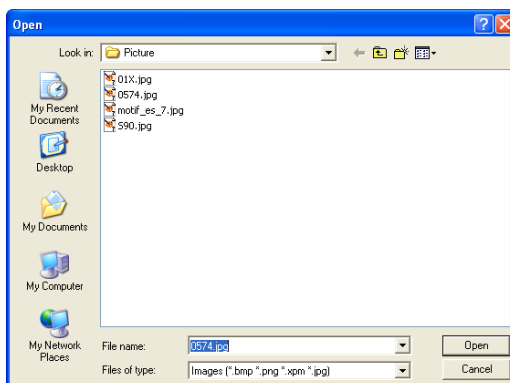 Open
Look in:
Picture
My Recent
Documents
Desktop
My Documents
My Computer
My Network
Places
01X.jpg
0574.jpg
motif_es_7.jpg
S90.jpg
File name:
0574.jpg
Open
Files of type:
Images (*.bmp *.png *.xpm *.jpg)
Cancel